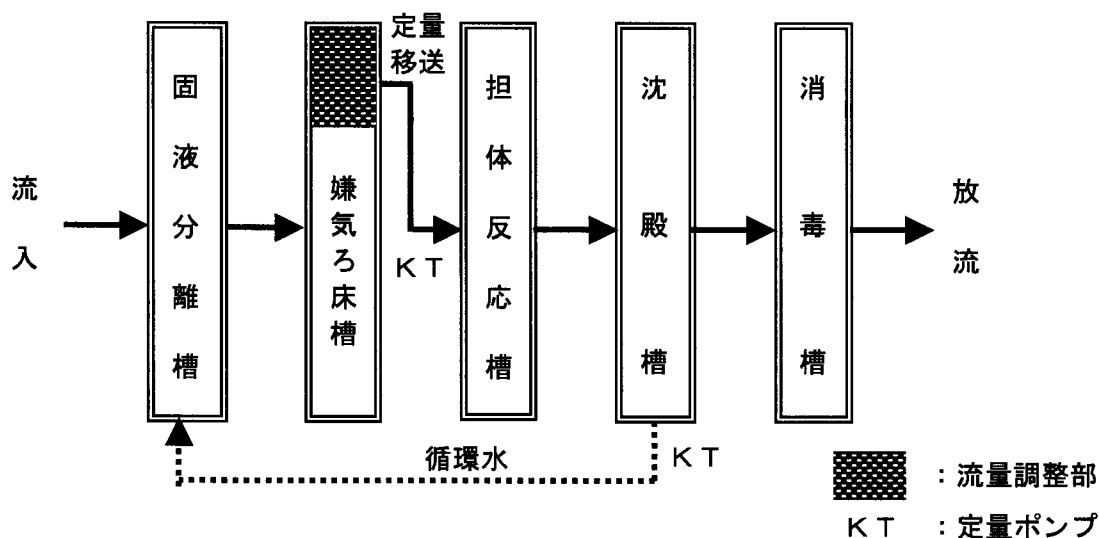 流入
固液分離槽
嫌気ろ床槽
定量
移送
KT
担体反応槽
沈殿槽
消毒槽
放流
循環水
KT
:流量調整部
KT :定量ポンプ